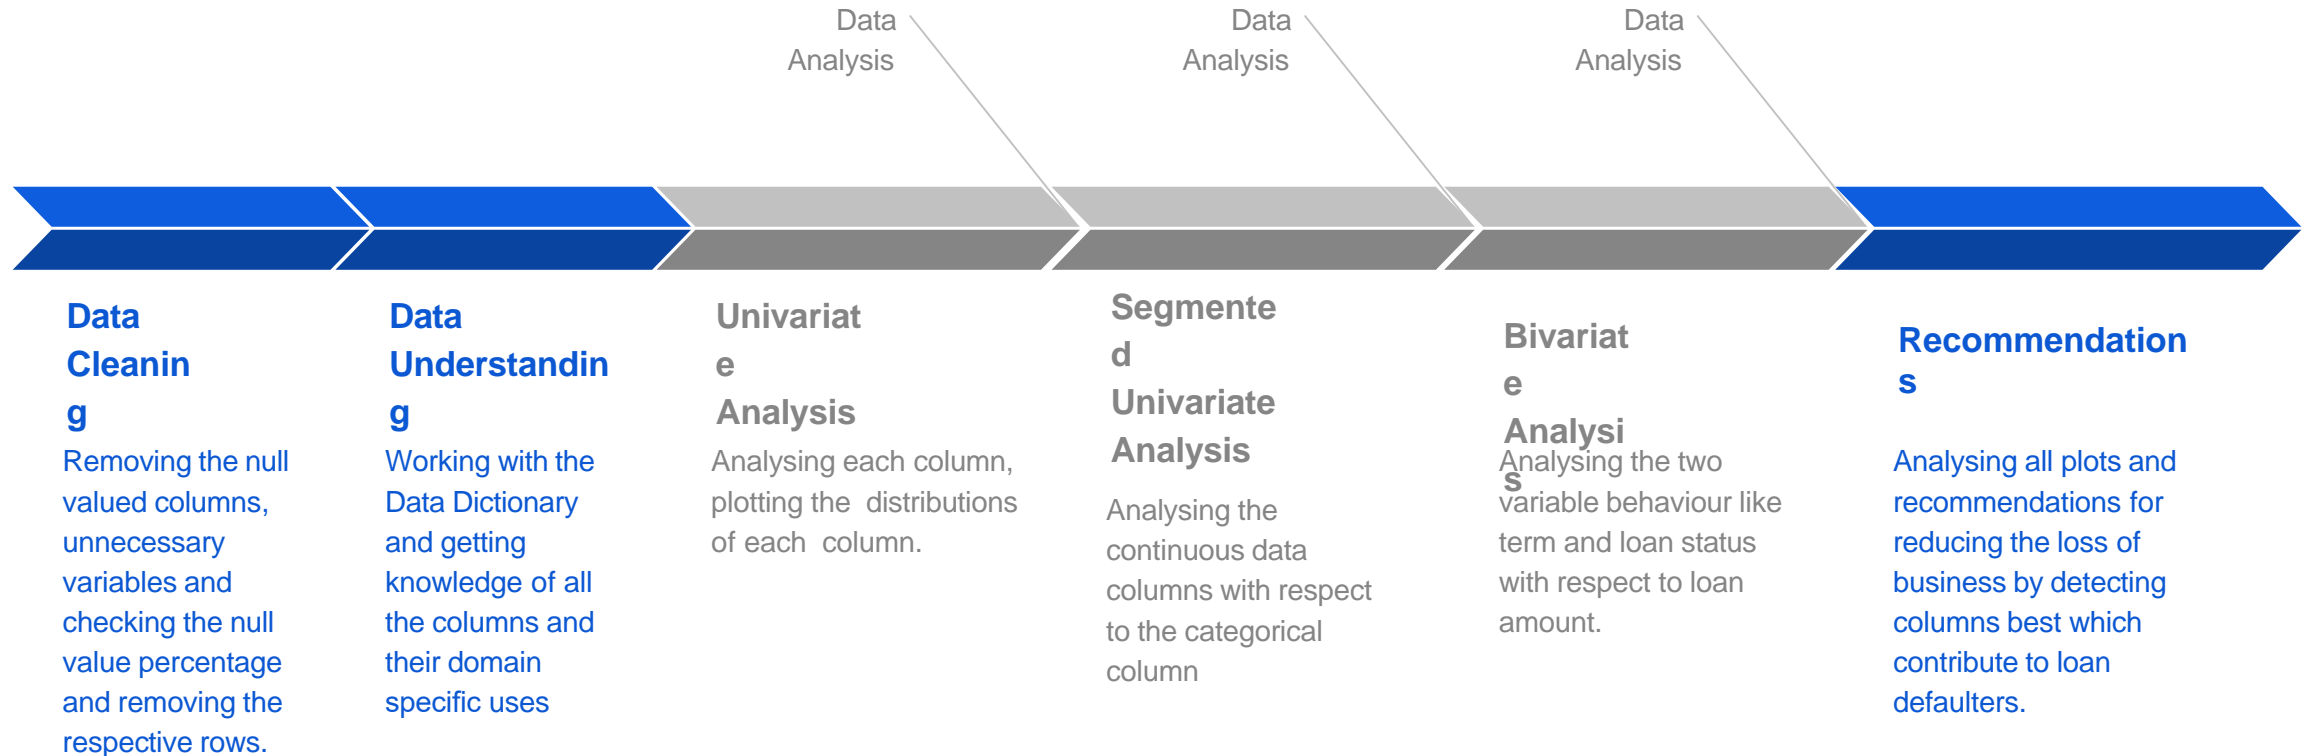 Data
Analysis
Data
Analysis
Data
Analysis
Data
Cleanin
g
Removing the null
valued columns,
unnecessary
variables and
checking the null
value percentage
and removing the
respective rows.
Data
Understandin
g
Working with the
Data Dictionary
and getting
knowledge of all
the columns and
their domain
specific uses
Univariat
e
Analysis
Analysing each column,
plotting the distributions
of each column.
Segmente
d
Univariate
Analysis
Analysing the
continuous data
columns with respect
to the categorical
column
Bivariat
e
Analysi
s
Analysing the two
variable behaviour like
term and loan status
with respect to loan
amount.
Recommendation
s
Analysing all plots and
recommendations for
reducing the loss of
business by detecting
columns best which
contribute to loan
defaulters.